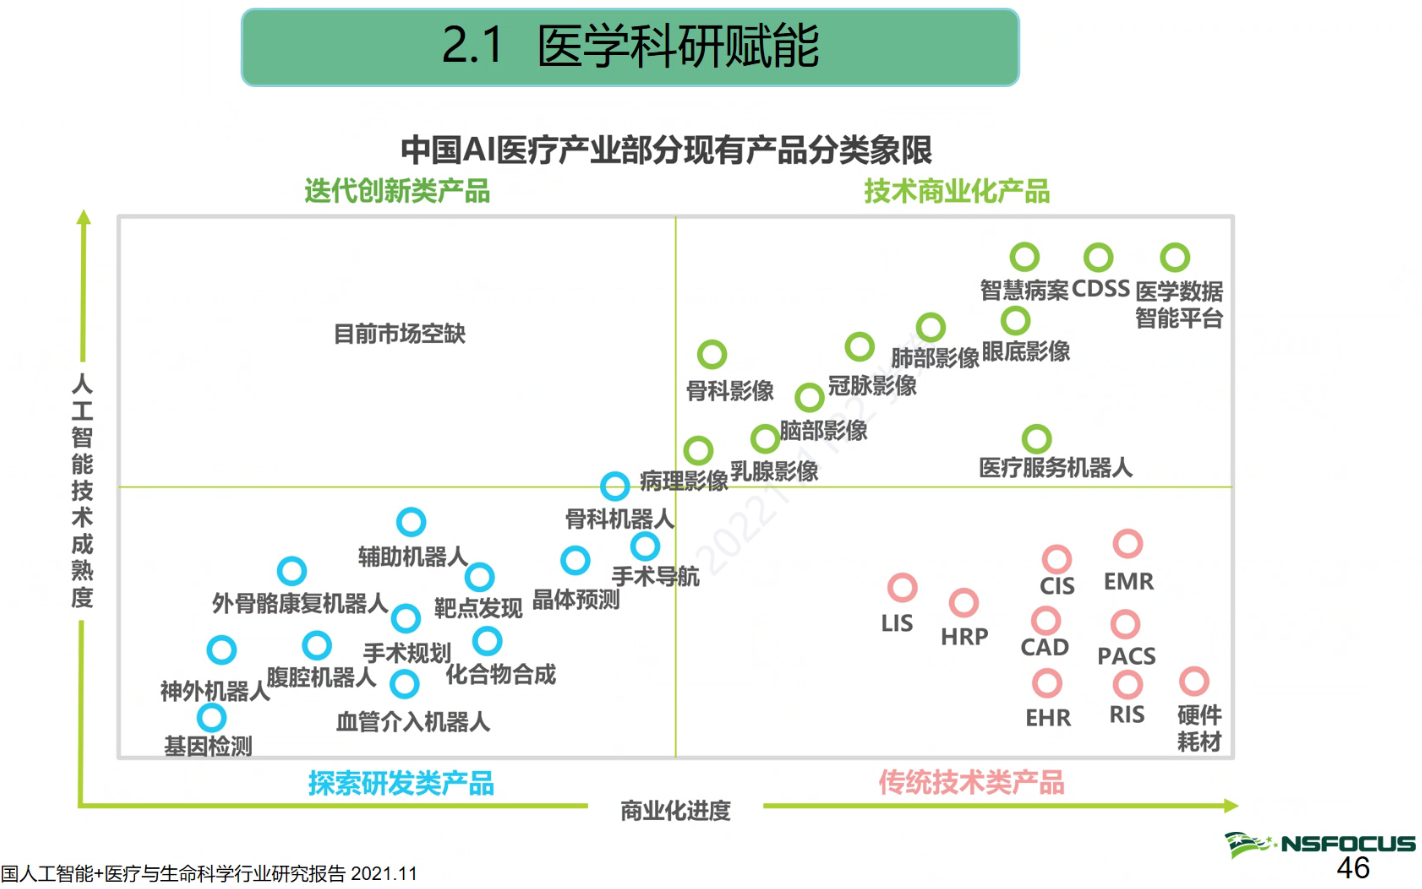 2.1 医学科研赋能
中国AI医疗产业部分现有产品分类象限
迭代创新类产品
技术商业化产品
人工智能技术成熟度
目前市场空缺
智慧病案
CDSS
医学数据
智能平台
骨科影像
冠脉影像
肺部影像
眼底影像
脑部影像
病理影像
乳腺影像
医疗服务机器人
骨科机器人
辅助机器人
手术导航
外骨骼康复机器人
靶点发现
晶体预测
手术规划
化合物合成
神外机器人
腹腔机器人
血管介入机器人
基因检测
LIS
HRP
CIS
EMR
CAD
PACS
EHR
RIS
硬件
耗材
探索研发类产品
传统技术类产品
商业化进度
NSFOCUS
国人工智能+医疗与生命科学行业研究报告 2021.11
46